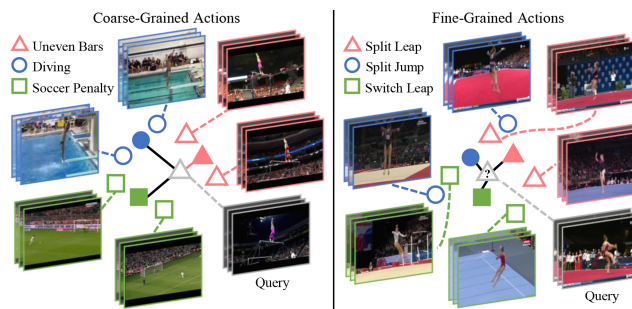 Coarse-Grained Actions
Uneven Bars
Diving
Soccer Penalty
Query
Fine-Grained Actions
Split Leap
Split Jump
Switch Leap
?
Query